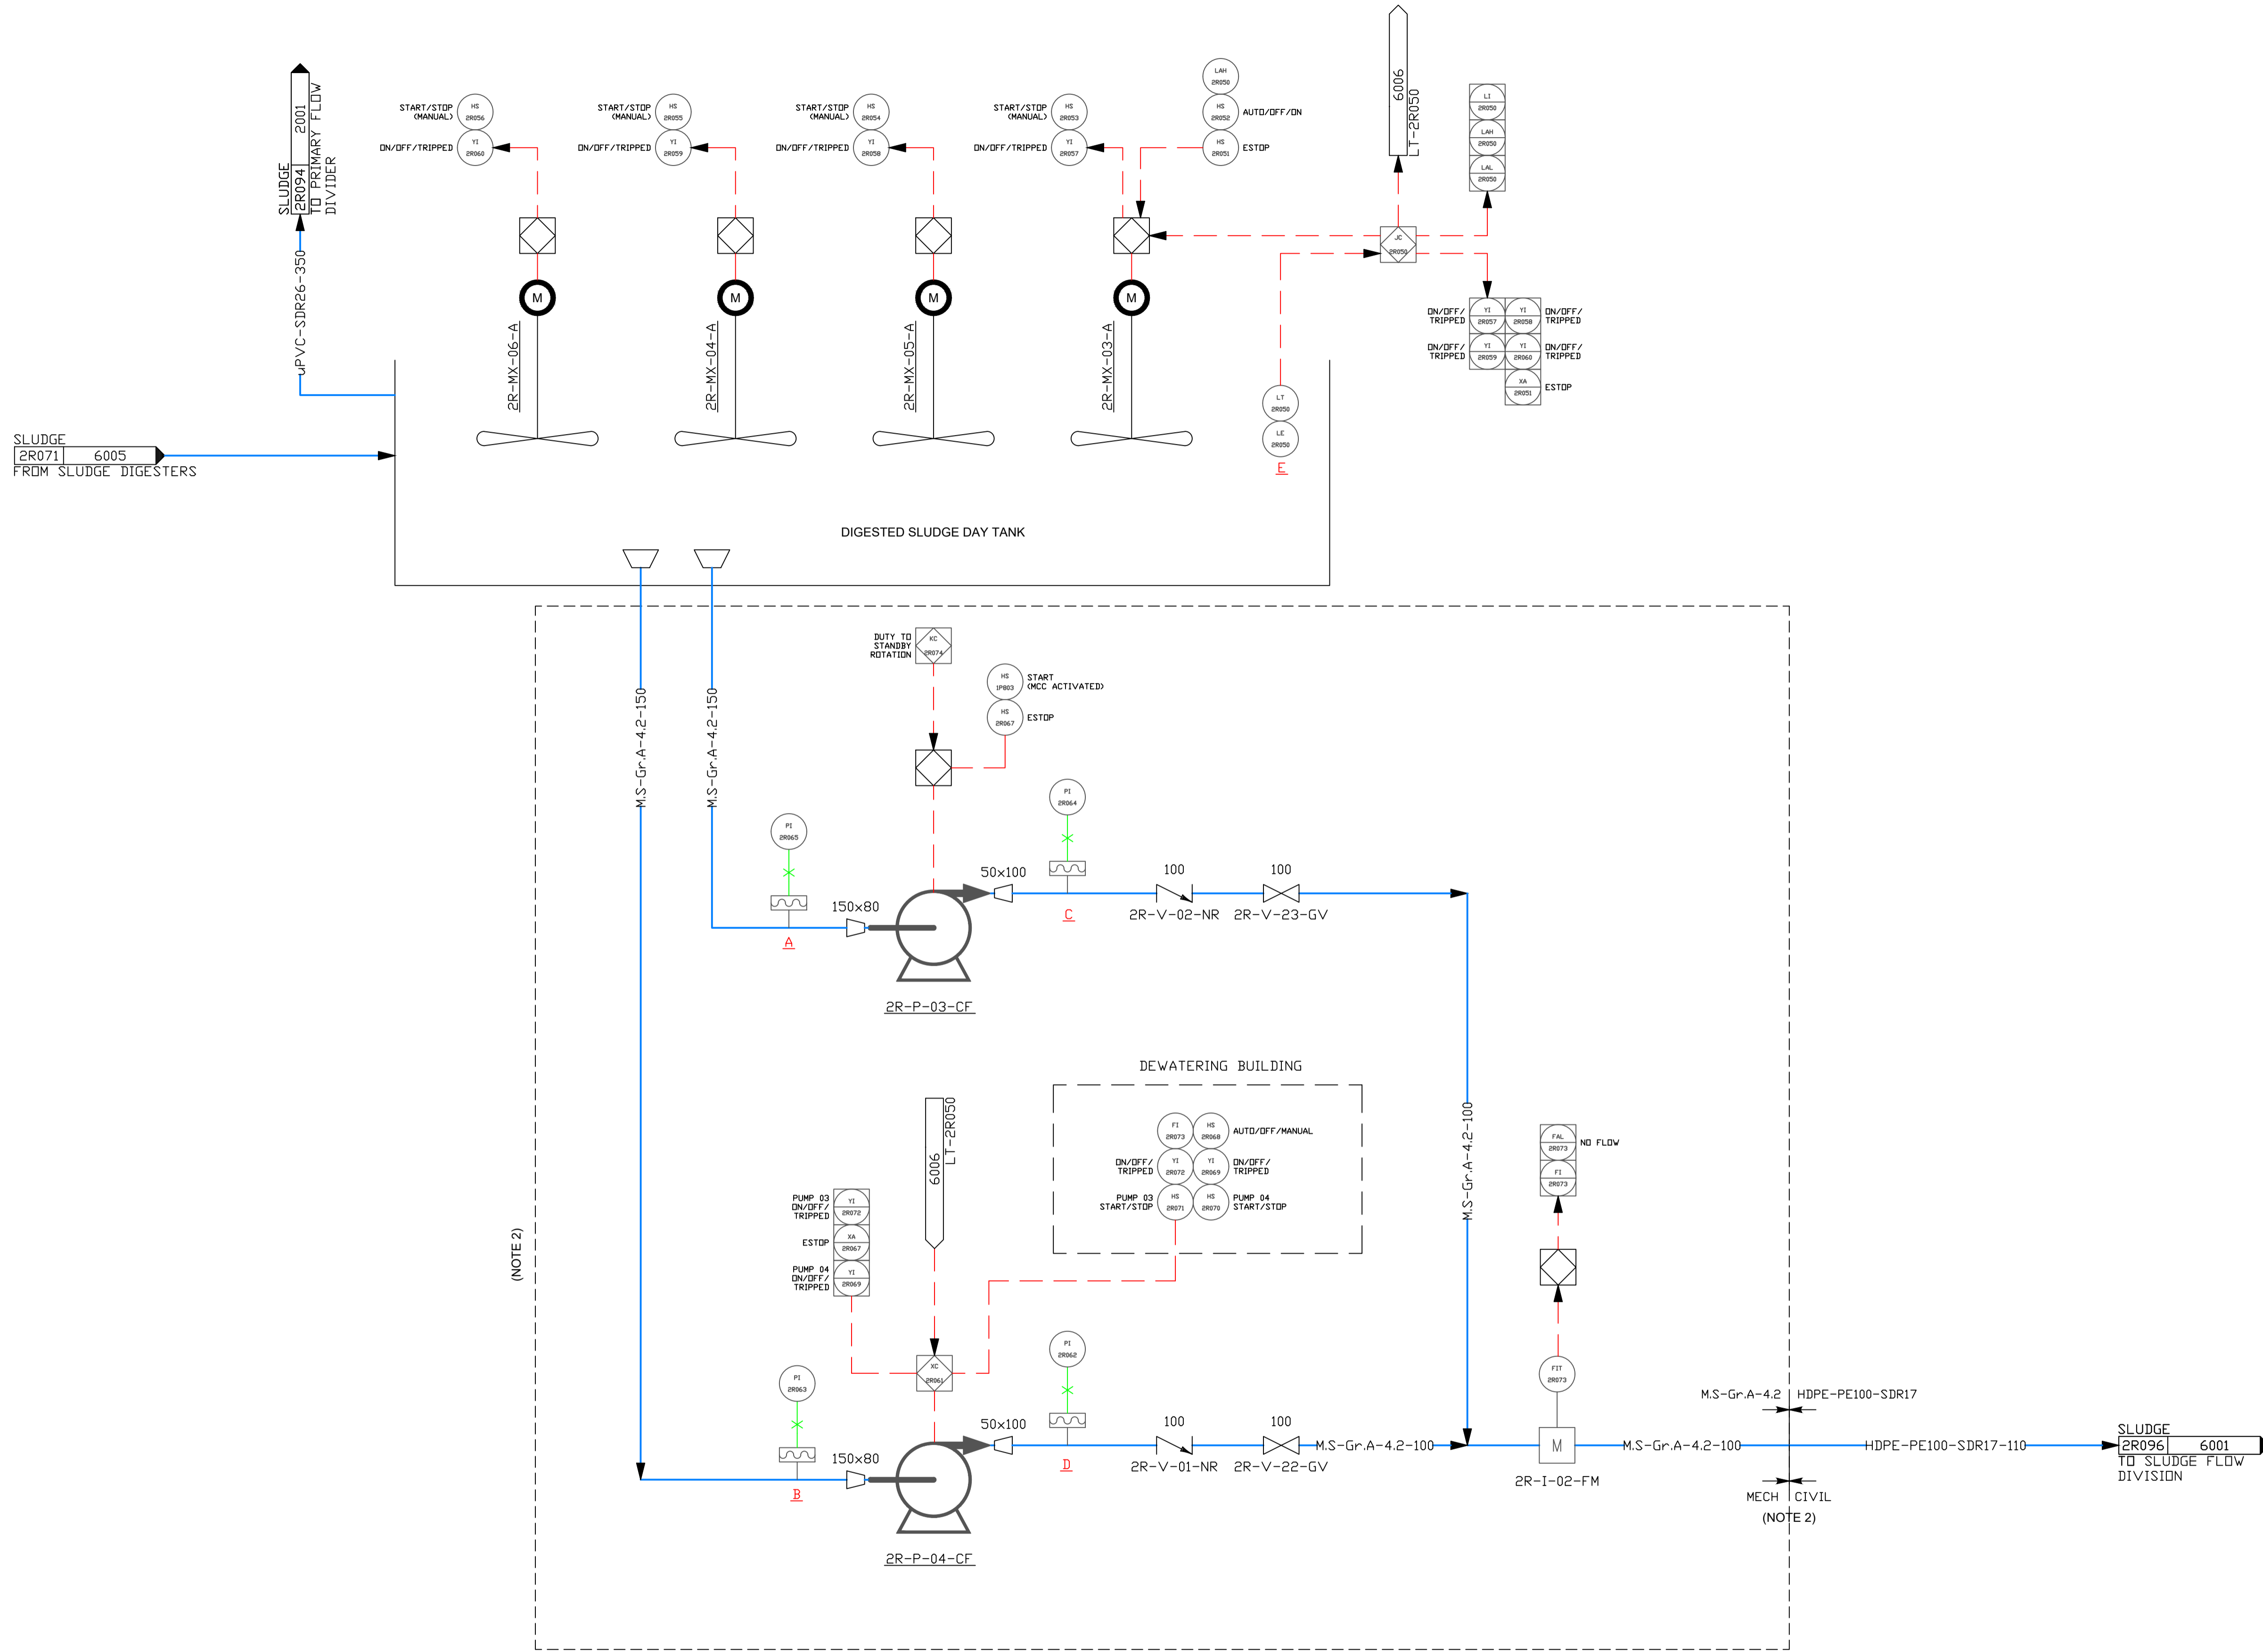 SLUDGE
2R094 2001
TO PRIMARY FLOW
DIVIDER
uPVC-SDR26-350
SLUDGE
2R071 6005
FROM SLUDGE DIGESTERS
START/STOP
(MANUAL)
HS
2R056
ON/OFF/TRIPPED
YI
2R060
M
2R-MX-06-A
START/STOP
(MANUAL)
HS
2R055
ON/OFF/TRIPPED
YI
2R059
M
2R-MX-04-A
START/STOP
(MANUAL)
HS
2R054
ON/OFF/TRIPPED
YI
2R058
M
2R-MX-05-A
START/STOP
(MANUAL)
HS
2R053
ON/OFF/TRIPPED
YI
2R057
M
2R-MX-03-A
LAH
2R050
HS
2R052
AUTO/OFF/ON
HS
2R051
ESTOP
6006
LT-2R050
LI
2R050
LAH
2R050
LAL
2R050
JC
2R050
ON/OFF/
TRIPPED
YI
2R057
YI
2R058
ON/OFF/
TRIPPED
ON/OFF/
TRIPPED
YI
2R059
YI
2R060
ON/OFF/
TRIPPED
XA
2R051
ESTOP
LT
2R050
LE
2R050
E
DIGESTED SLUDGE DAY TANK
M.S-Gr.A-4.2-150
M.S-Gr.A-4.2-150
DUTY TO
STANDBY
ROTATION
KC
2R074
HS
1P803
START
(MCC ACTIVATED)
HS
2R067
ESTOP
PI
2R065
A
150x80
50x100
PI
2R064
C
100
2R-V-02-NR
100
2R-V-23-GV
2R-P-03-CF
M.S-Gr.A-4.2-100
DEWATERING BUILDING
FI
2R073
HS
2R068
AUTO/OFF/MANUAL
ON/OFF/
TRIPPED
YI
2R072
YI
2R069
ON/OFF/
TRIPPED
PUMP 03
START/STOP
HS
2R071
HS
2R070
PUMP 04
START/STOP
6006
LT-2R050
PUMP 03
ON/OFF/
TRIPPED
YI
2R072
ESTOP
XA
2R067
PUMP 04
ON/OFF/
TRIPPED
YI
2R069
XC
2R061
(NOTE 2)
PI
2R063
B
150x80
50x100
PI
2R062
D
100
2R-V-01-NR
100
2R-V-22-GV
M.S-Gr.A-4.2-100
2R-P-04-CF
FAL
2R073
NO FLOW
FI
2R073
FIT
2R073
M
2R-I-02-FM
M.S-Gr.A-4.2-100
M.S-Gr.A-4.2 HDPE-PE100-SDR17
MECH CIVIL
(NOTE 2)
HDPE-PE100-SDR17-110
SLUDGE
2R096 6001
TO SLUDGE FLOW
DIVISION